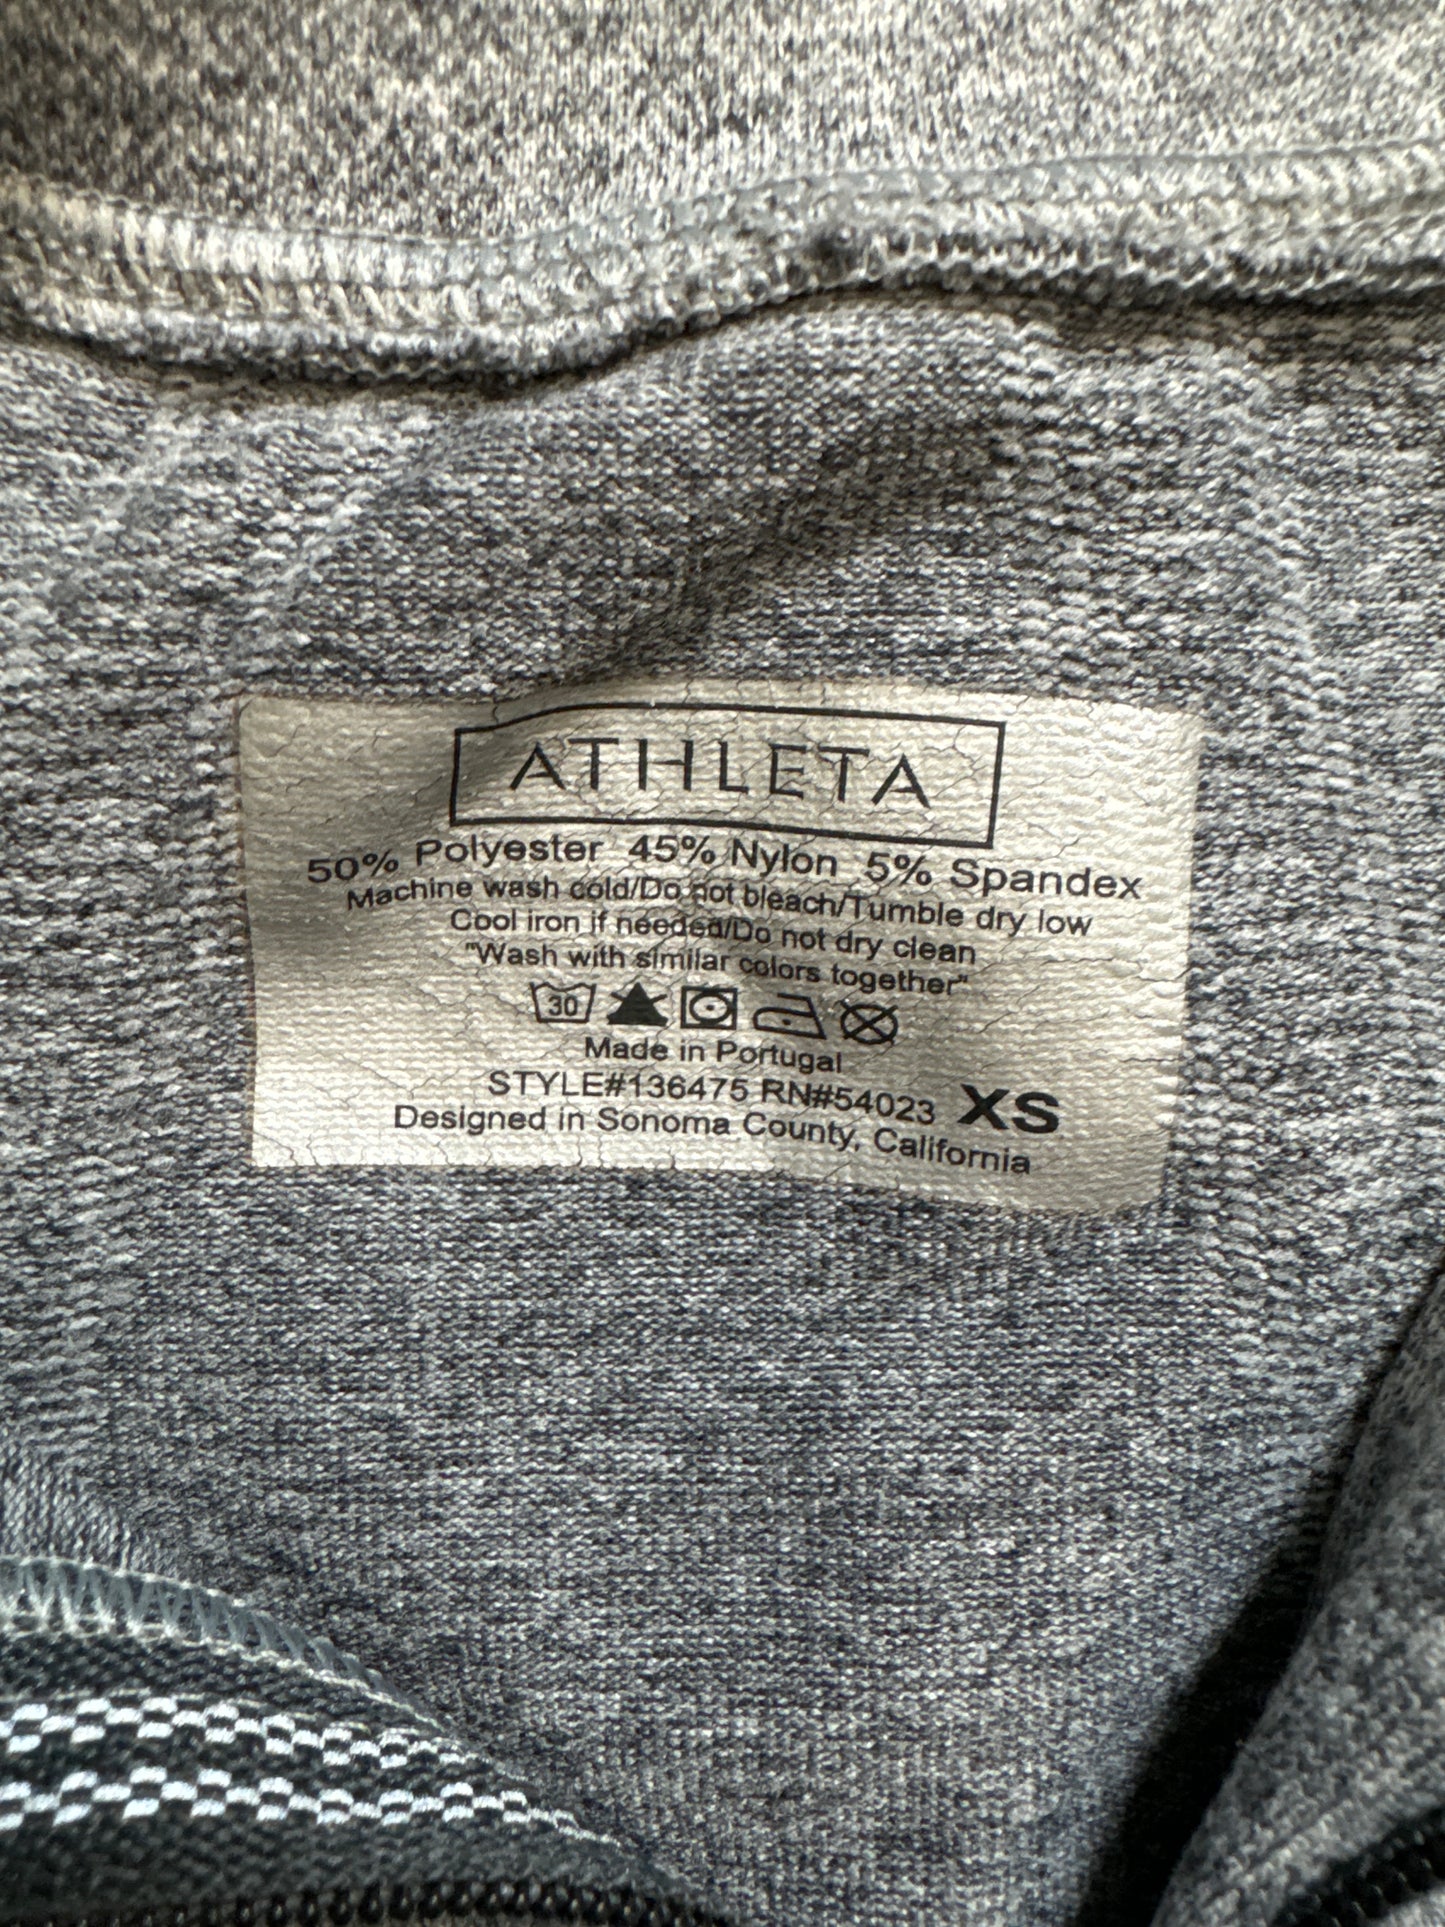 ATHLETA
50% Polyester 45% Nylon 5% Spandex
Machine wash cold/Do not bleach/Tumble dry low
Cool iron if needed/Do not dry clean
"Wash with similar colors together"
30
Made in Portugal
STYLE#136475 RN#54023 XS
Designed in Sonoma County, California